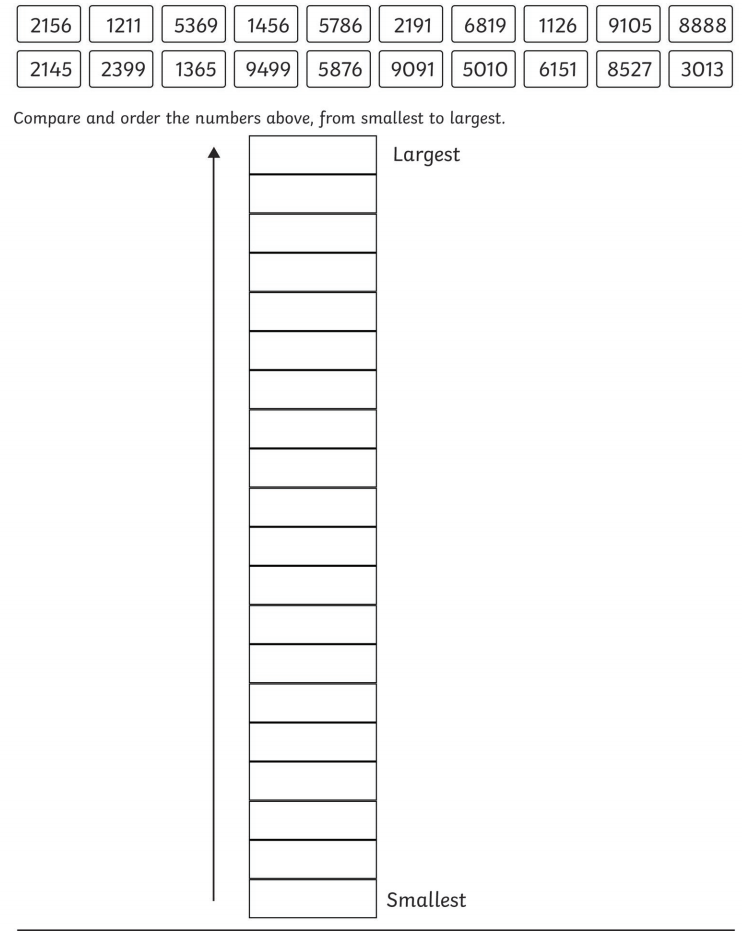 2156 1211 5369 1456 5786 2191 6819 1126 9105 8888
2145 2399 1365 9499 5876 9091 5010 6151 8527 3013
Compare and order the numbers above, from smallest to largest.
Largest
Smallest